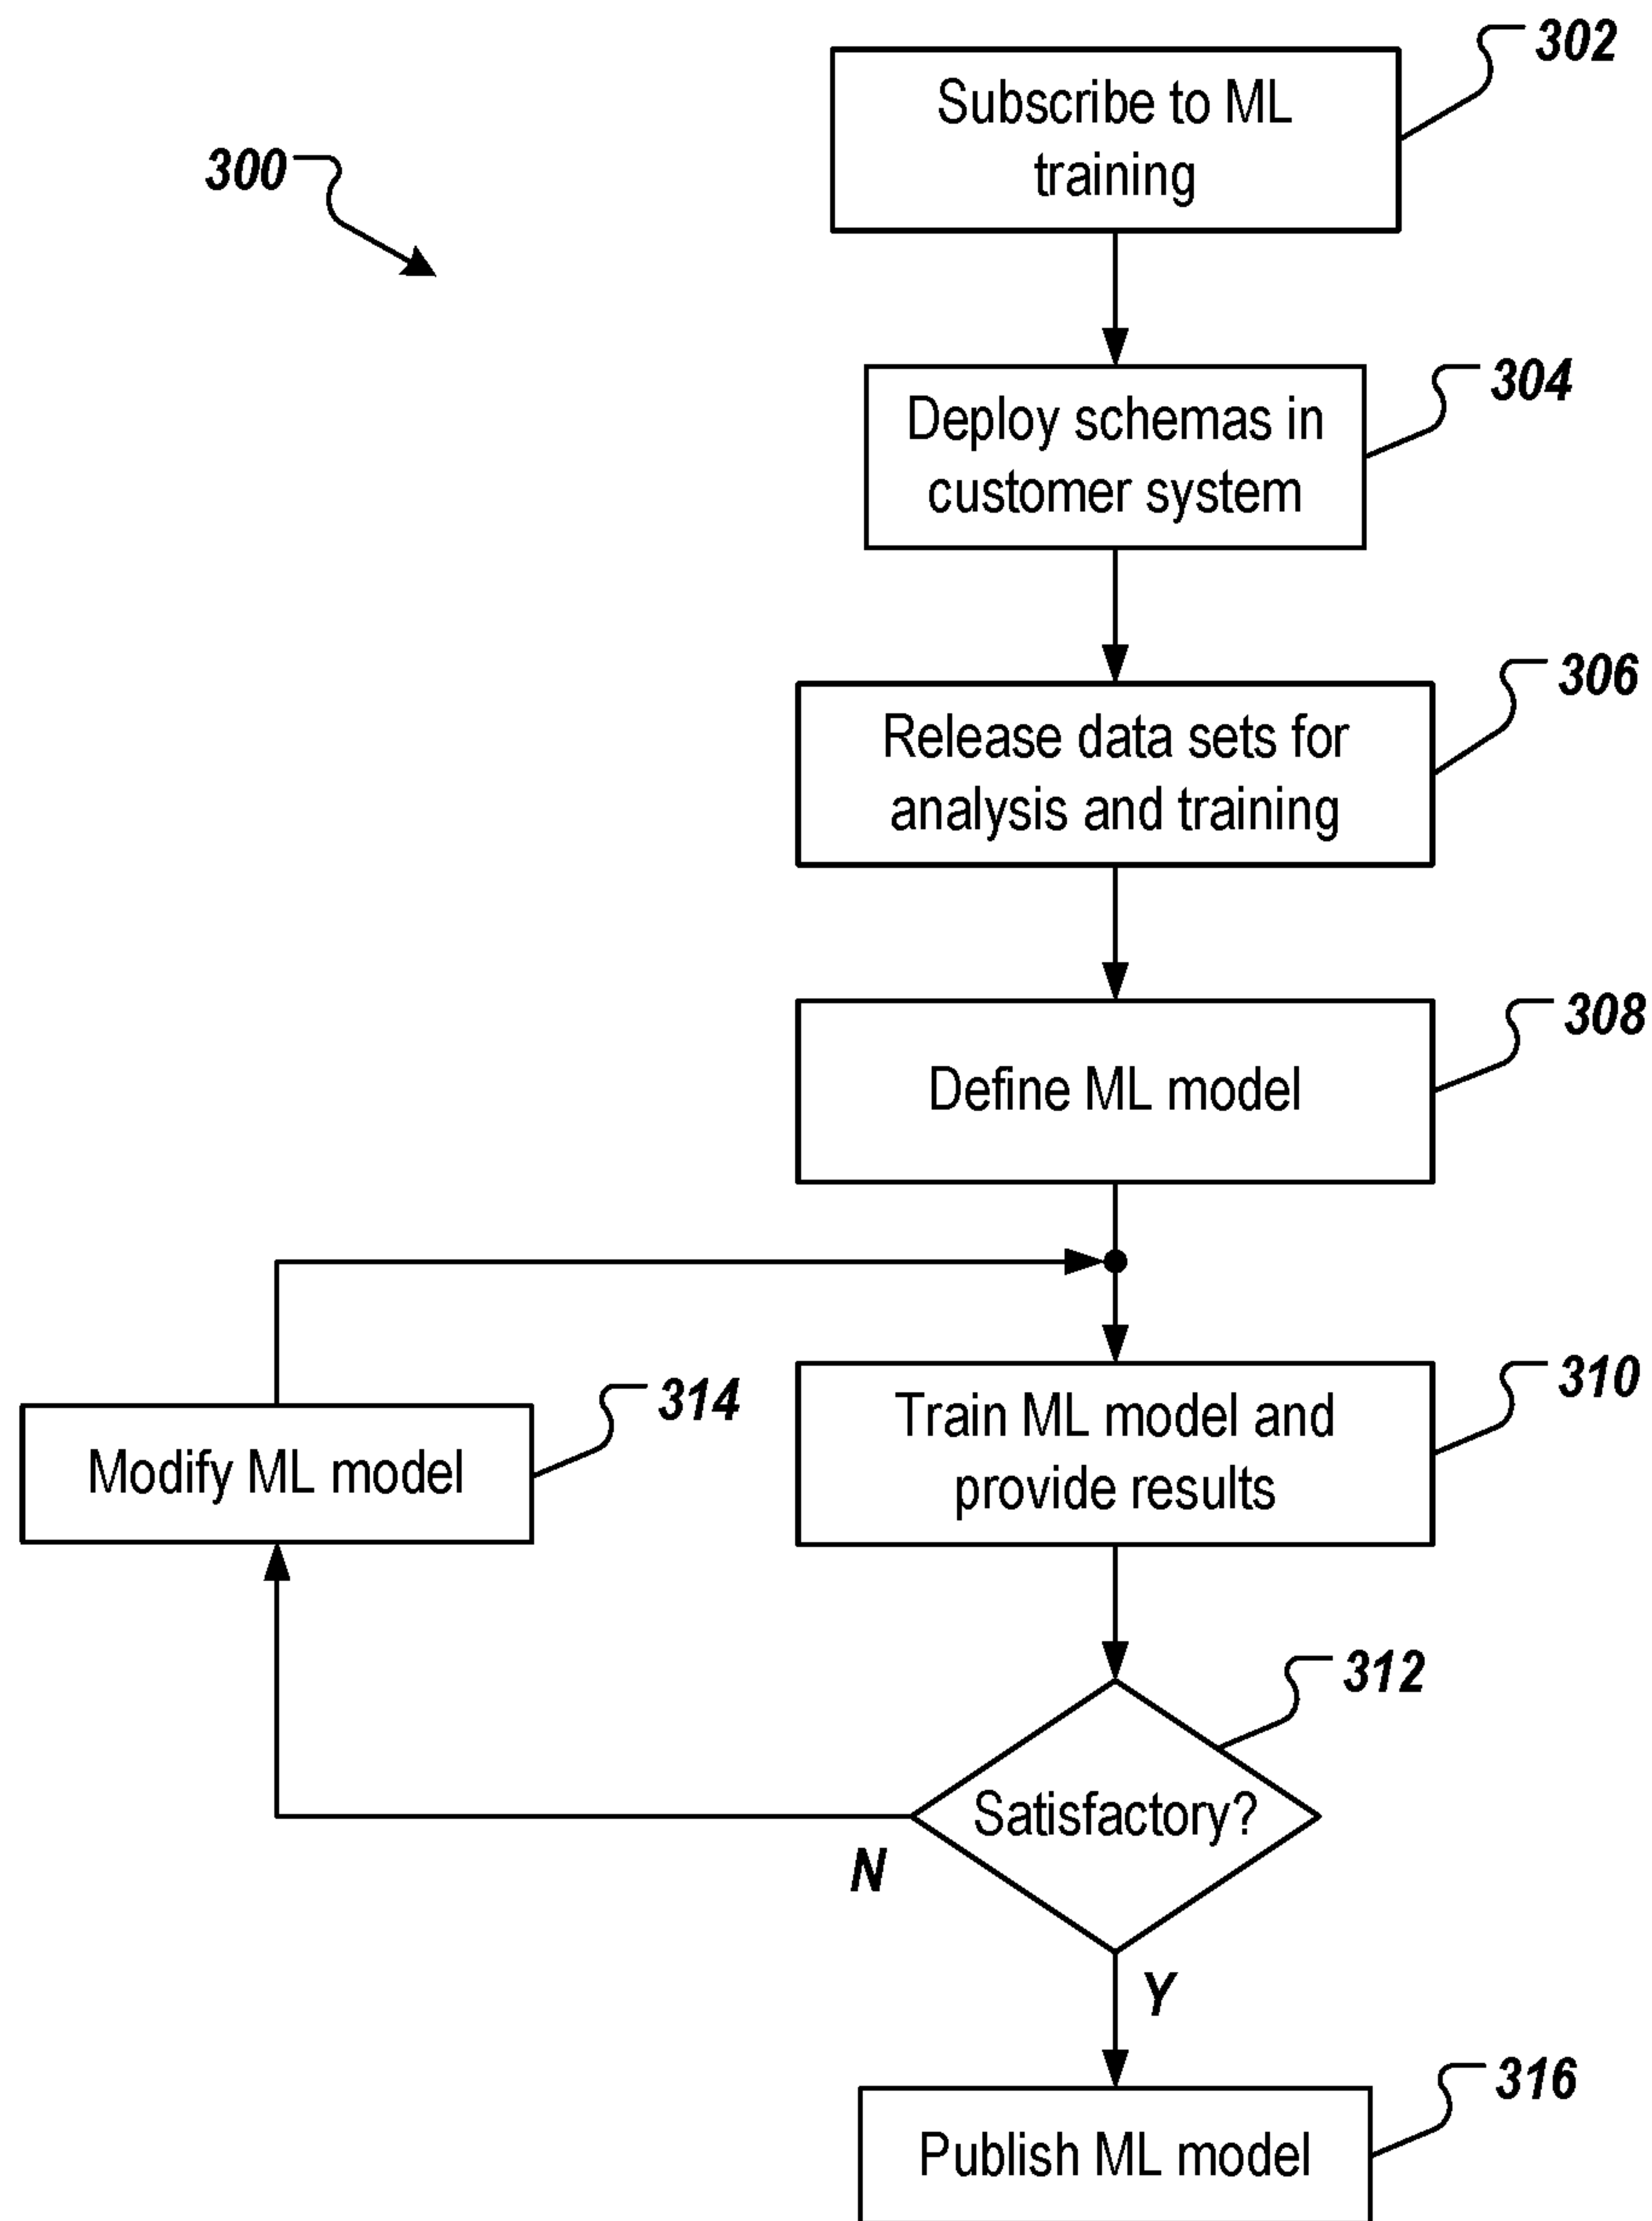 302
Subscribe to ML
training
300
304
Deploy schemas in
customer system
306
Release data sets for
analysis and training
308
Define ML model
310
Train ML model and
provide results
314
Modify ML model
312
Satisfactory?
N
Y
316
Publish ML model